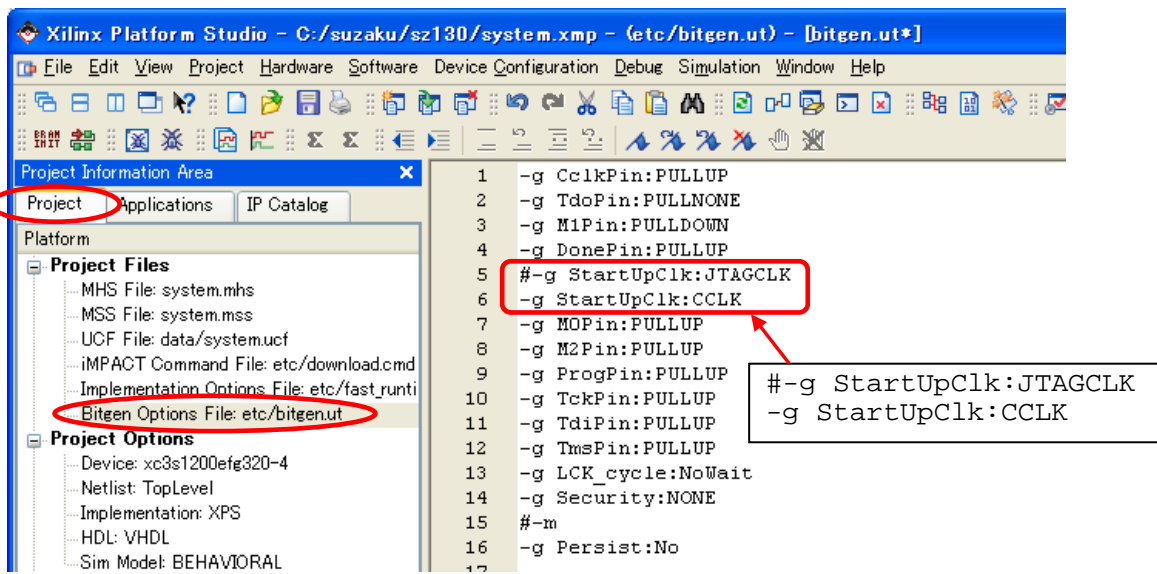 Xilinx Platform Studio - C:/suzaku/sz130/system.xmp - (etc/bitgen.ut) - [bitgen.ut*]
File Edit View Project Hardware Software Device Configuration Debug Simulation Window Help
BRAM
INIT
Project Information Area
Project Applications IP Catalog
Platform
Project Files
MHS File: system.mhs
MSS File: system.mss
UCF File: data/system.ucf
iMPACT Command File: etc/download.cmd
Implementation Options File: etc/fast_runti
Bitgen Options File: etc/bitgen.ut
Project Options
Device: xc3s1200efg320-4
Netlist: TopLevel
Implementation: XPS
HDL: VHDL
Sim Model: BEHAVIORAL
1 -g CclkPin:PULLUP
2 -g TdoPin:PULLNONE
3 -g M1Pin:PULLDOWN
4 -g DonePin:PULLUP
5 #-g StartUpClk:JTAGCLK
6 -g StartUpClk:CCLK
7 -g M0Pin:PULLUP
8 -g M2Pin:PULLUP
9 -g ProgPin:PULLUP
10 -g TckPin:PULLUP
11 -g TdiPin:PULLUP
12 -g TmsPin:PULLUP
13 -g LCK_cycle:NoWait
14 -g Security:NONE
15 #-m
16 -g Persist:No
17
#-g StartUpClk:JTAGCLK
-g StartUpClk:CCLK